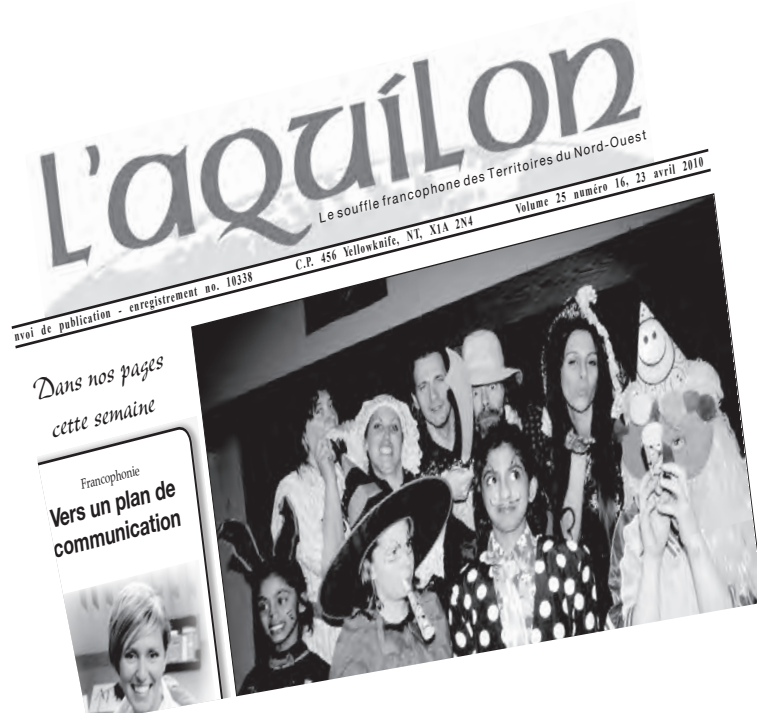 L'aquilon
Le souffle francophone des Territoires du Nord-Ouest
nvoi de publication - enregistrement no. 10338 C.P. 456 Yellowknife, NT, X1A 2N4 Volume 25 numéro 16, 23 avril 2010
Dans nos pages
cette semaine
Francophonie
Vers un plan de
communication